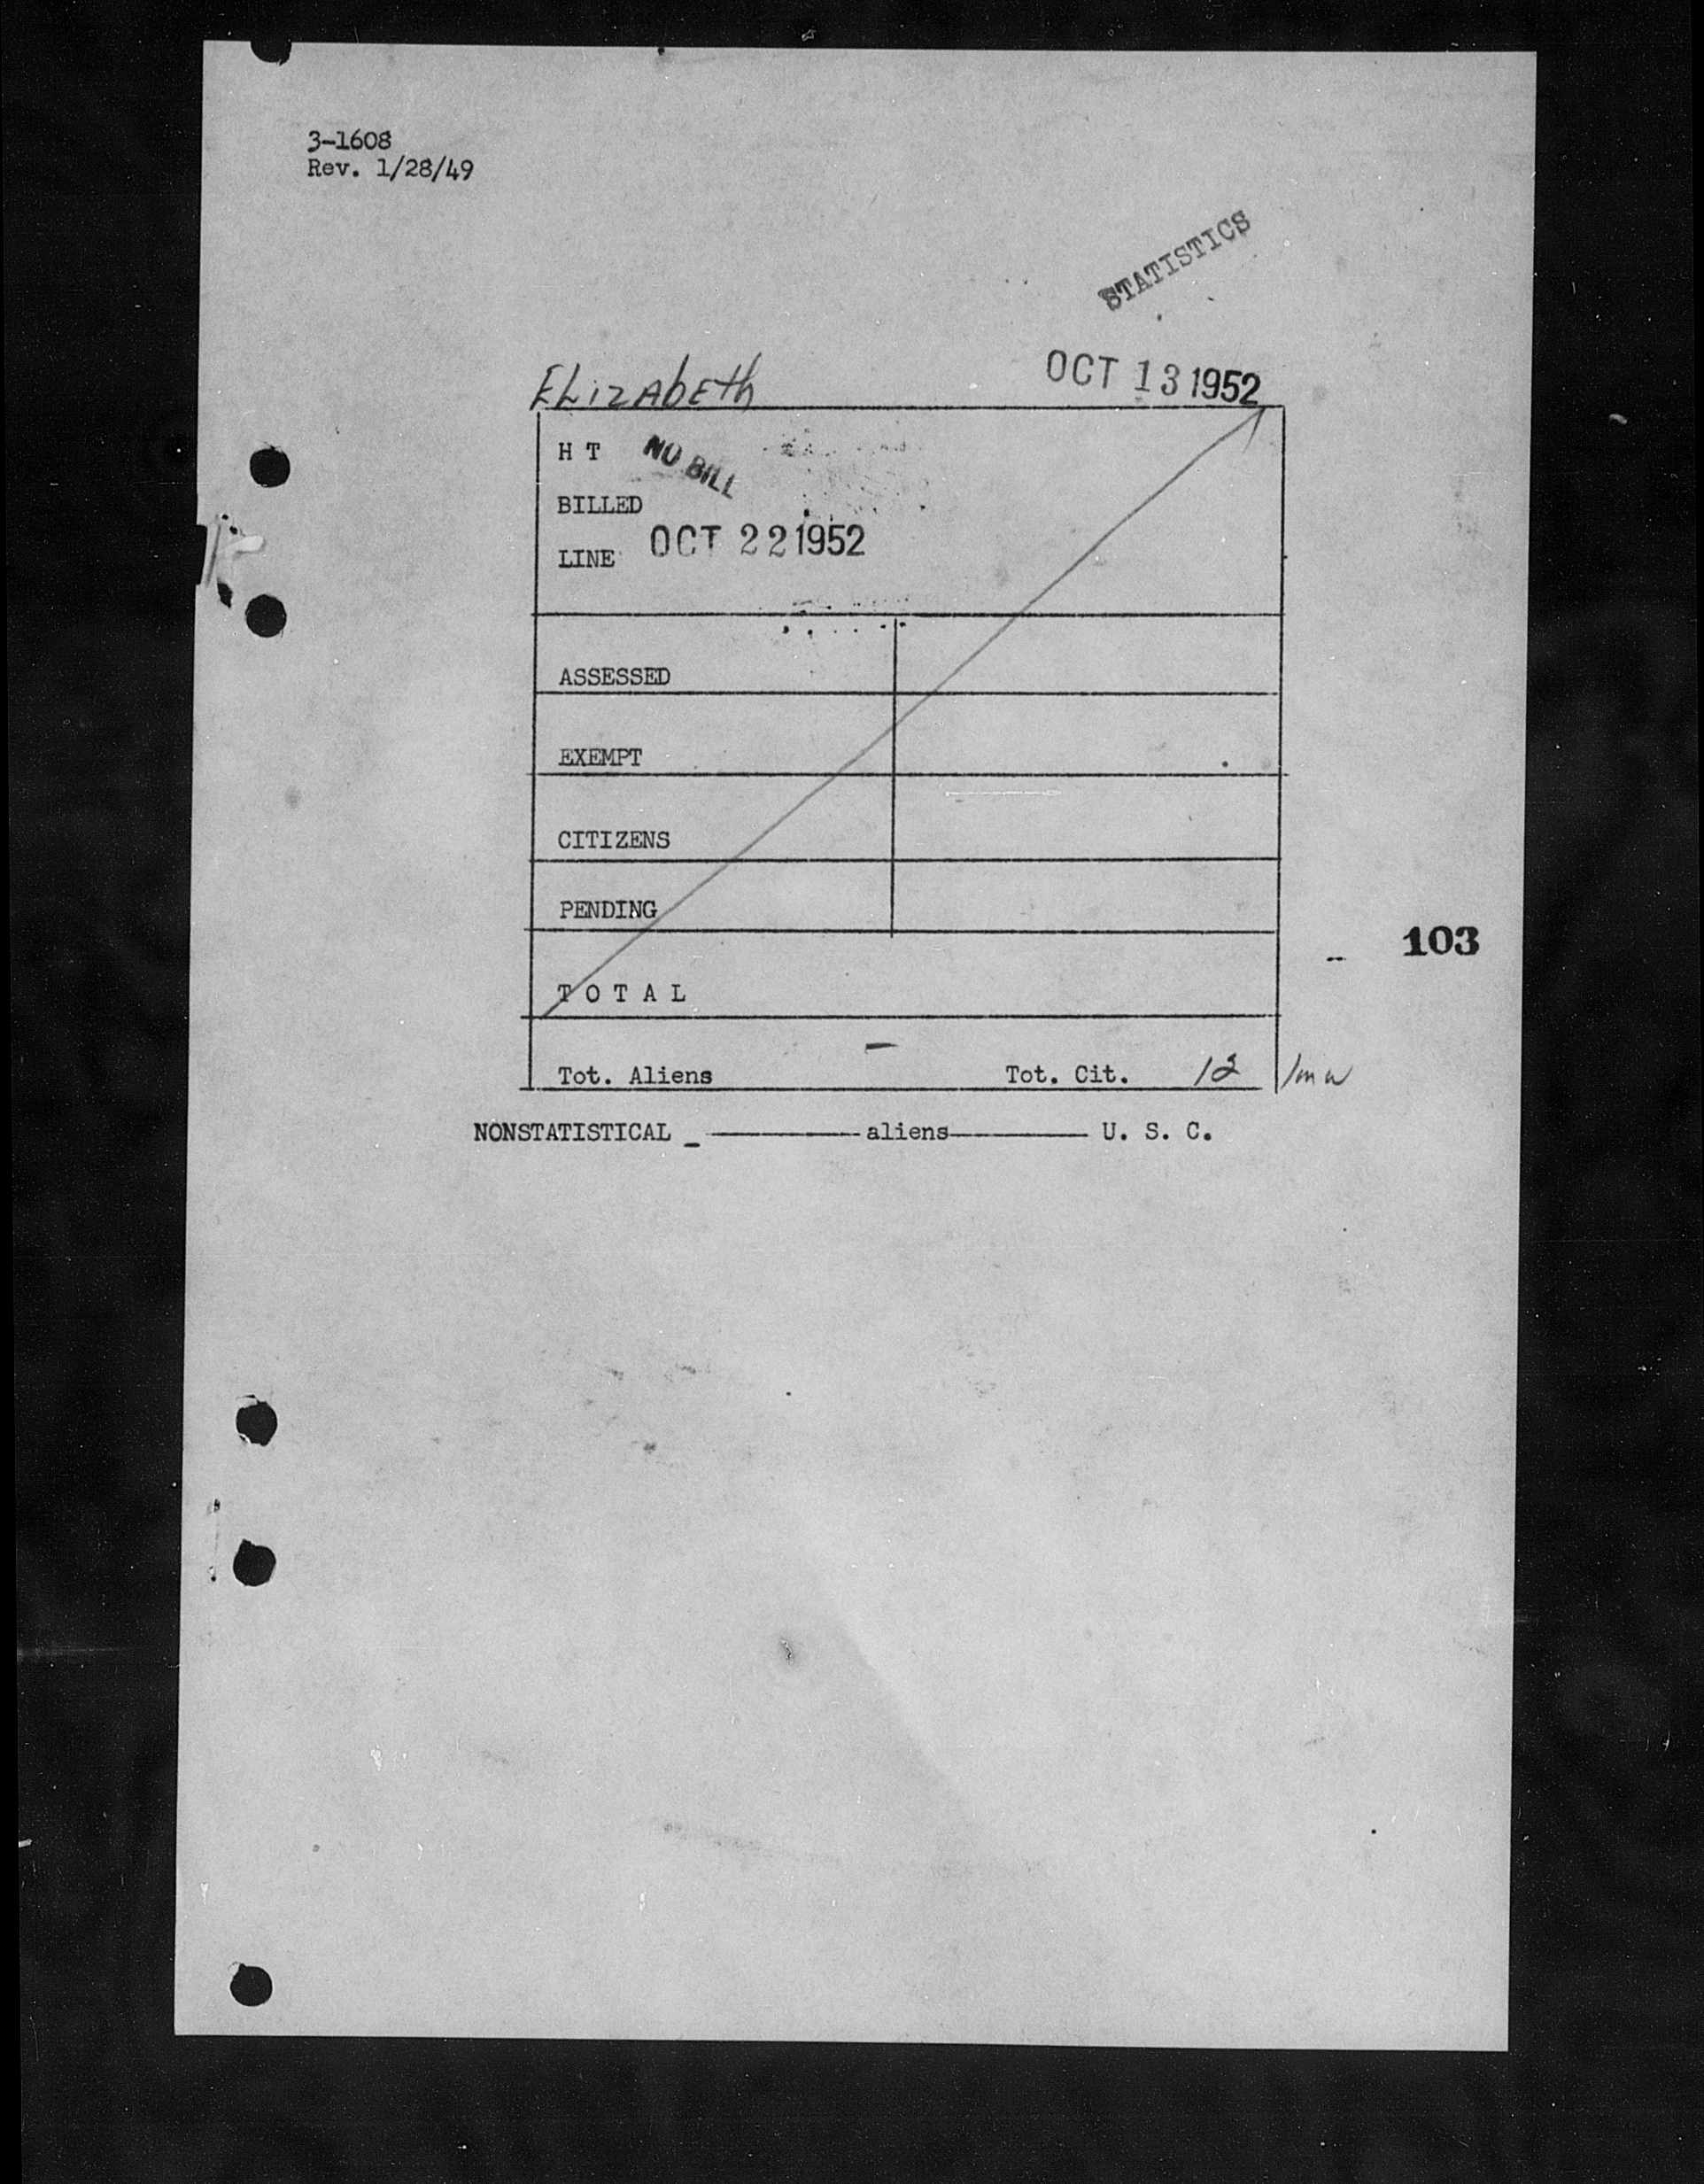 3-1608
Rev. 1/28/49
STATISTICS
ELizAbEth
OCT 13 1952
H T NO BILL
BILLED
LINE OCT 22 1952
ASSESSED
EXEMPT
CITIZENS
PENDING
103
T O T A L
Tot. Aliens - Tot. Cit. 12
NONSTATISTICAL _ aliens U. S. C.